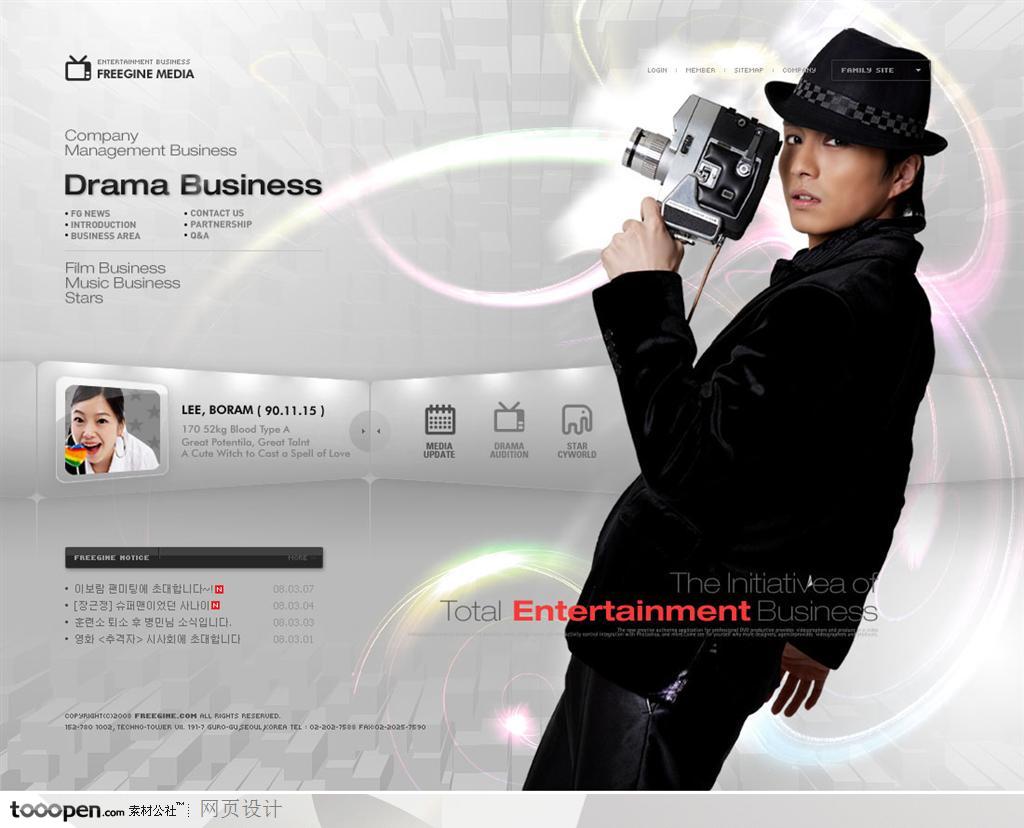 ENTERTAINMENT BUSINESS
FREEGINE MEDIA
LOGIN MEMBER SITEMAP COMPANY FAMILY SITE
Company
Management Business
Drama Business
• FG NEWS
• INTRODUCTION
• BUSINESS AREA
• CONTACT US
• PARTNERSHIP
• Q&A
Film Business
Music Business
Stars
LEE, BORAM ( 90.11.15 )
170 52kg Blood Type A
Great Potentila, Great Talnt
A Cute Witch to Cast a Spell of Love
MEDIA UPDATE
DRAMA AUDITION
STAR CYWORLD
FREEGINE NOTICE MORE
• 이보람 팬미팅에 초대합니다~! N 08.03.07
• [장근정] 슈퍼맨이었던 사나이 N 08.03.04
• 훈련소 퇴소 후 병민님 소식입니다. 08.03.03
• 영화 <추격자> 시사회에 초대합니다 08.03.01
The Initiativea of
Total Entertainment Business
COPYRIGHT(C)2008 FREEGINE.COM ALL RIGHTS RESERVED.
152-780 1002, TECHNO-TOWER VII. 191-7 GURO-GU,SEOUL,KOREA TEL : 02-202-7588 FAX:02-2025-7590
tooopen.com 素材公社™ 网页设计